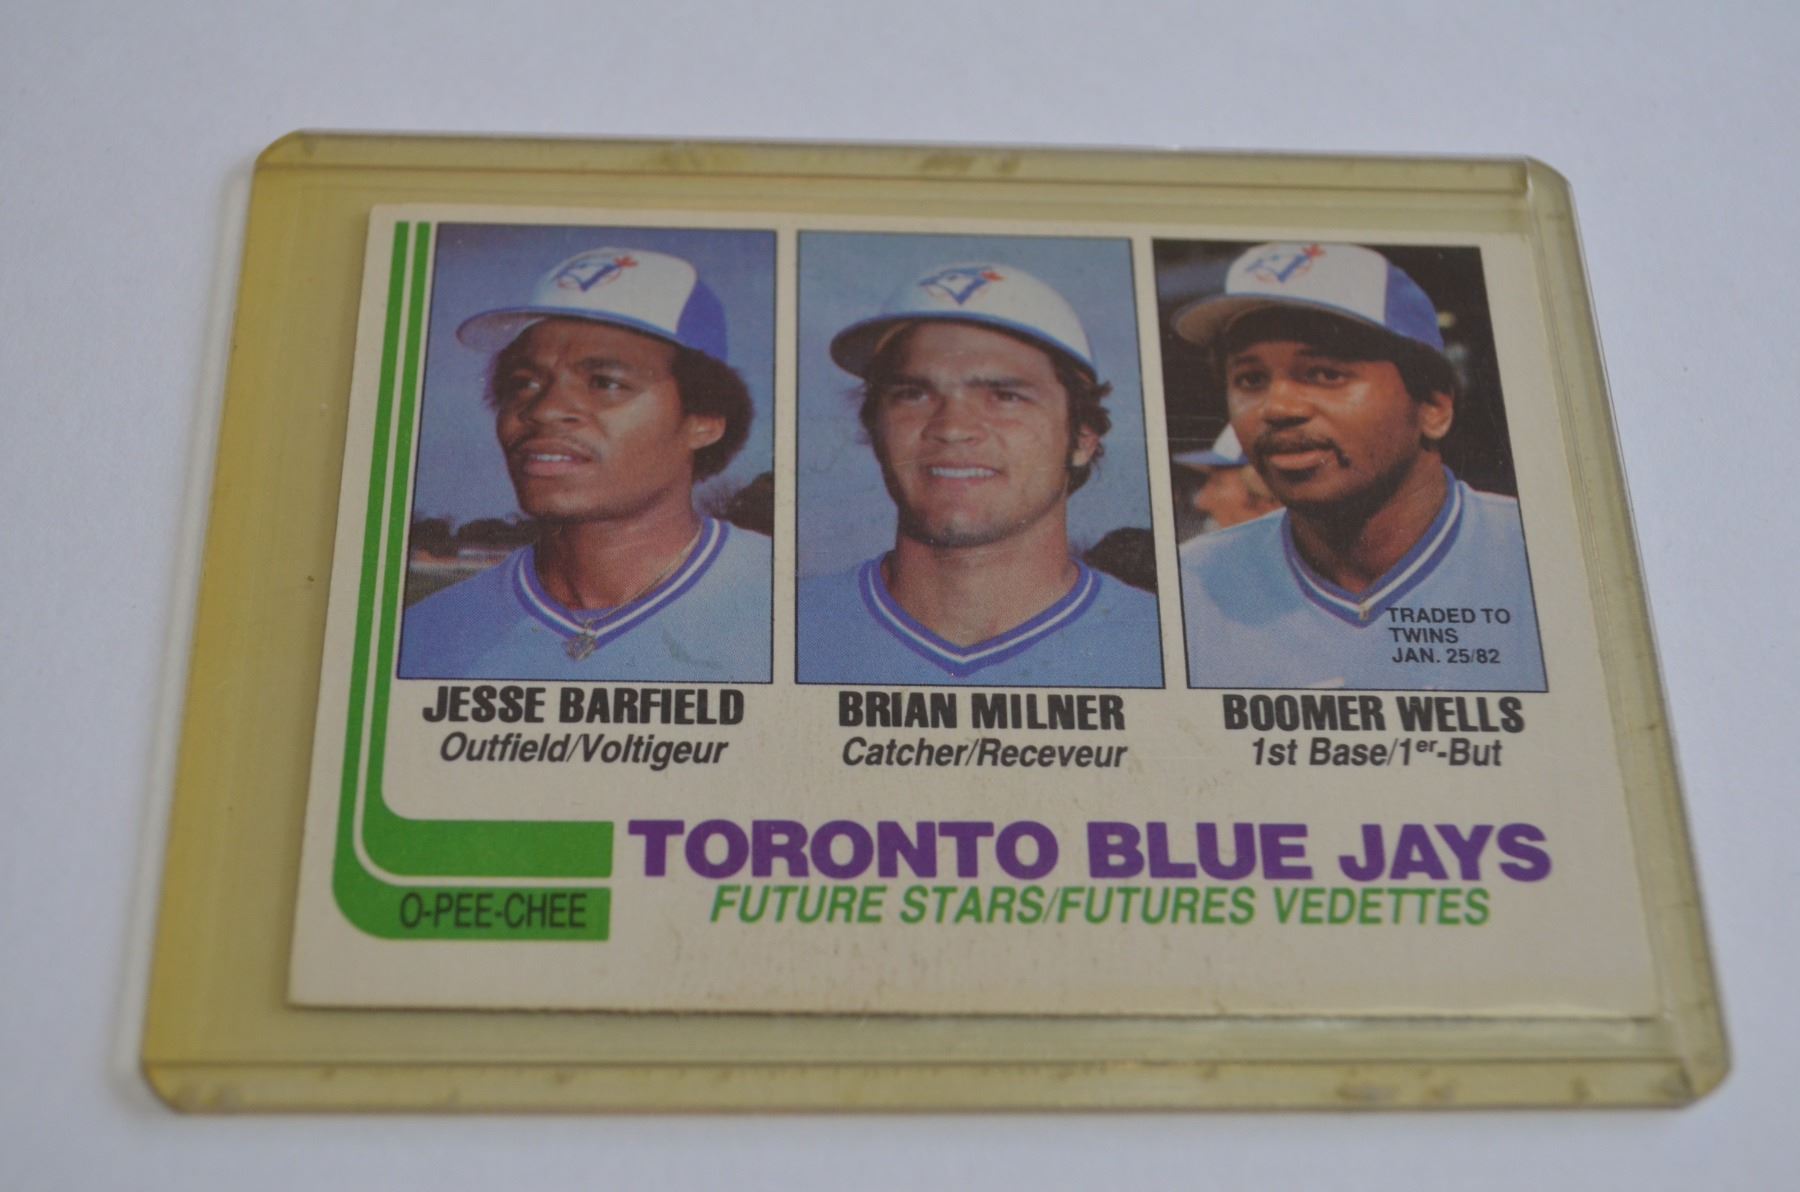 TRADED TO
TWINS
JAN. 25/82
JESSE BARFIELD
Outfield/Voltigeur
BRIAN MILNER
Catcher/Receveur
BOOMER WELLS
1st Base/1er-But
TORONTO BLUE JAYS
FUTURE STARS/FUTURES VEDETTES
O-PEE-CHEE